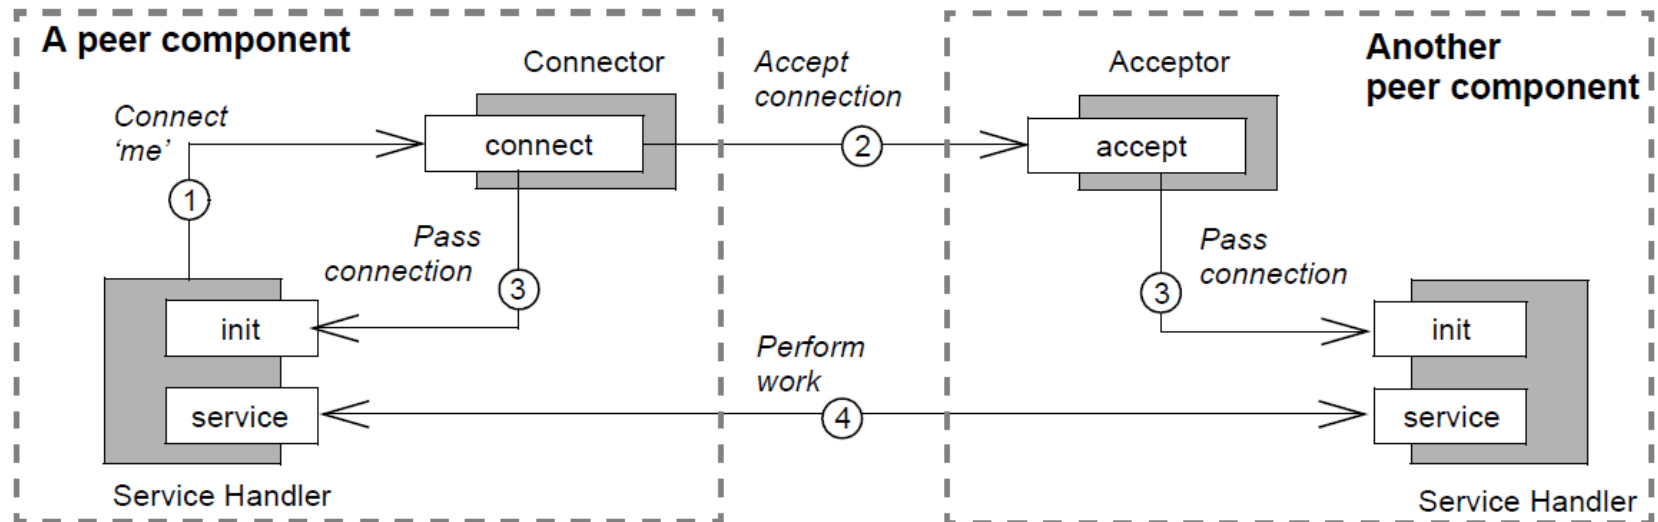 A peer component
Connector
Accept
connection
Acceptor
Another
peer component
Connect
‘me’
connect
2
accept
1
Pass
connection
3
Pass
connection
3
init
init
Perform
work
service
4
service
Service Handler
Service Handler